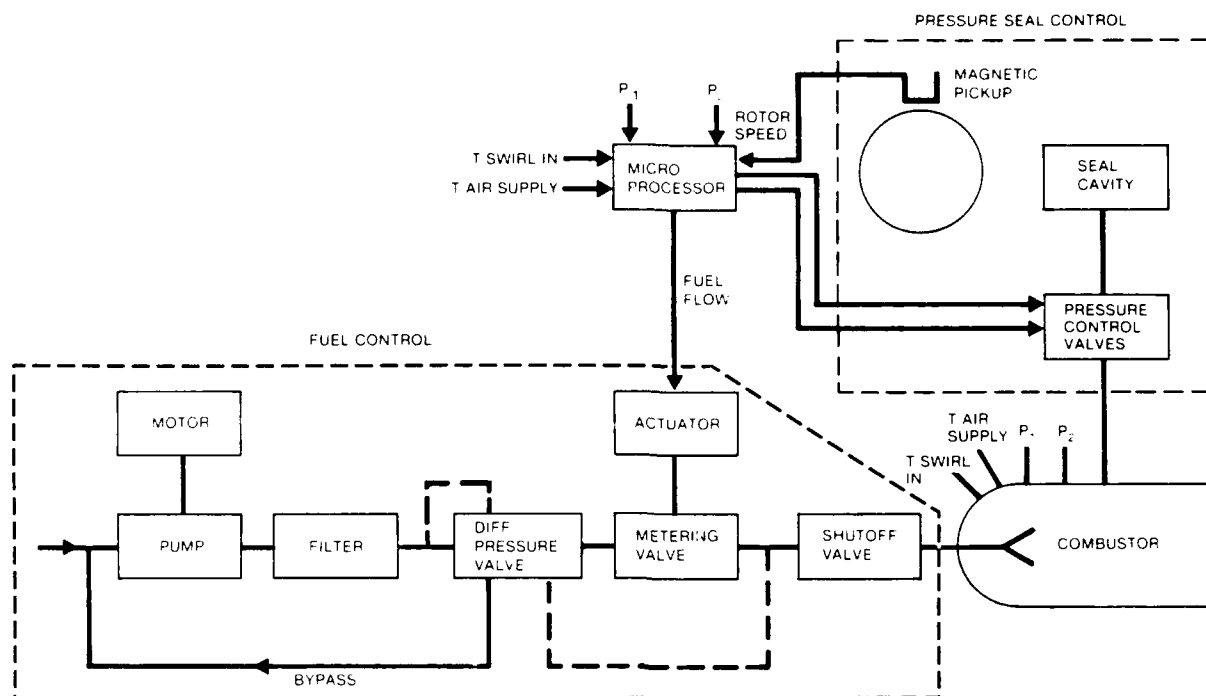 PRESSURE SEAL CONTROL
MAGNETIC
PICKUP
P1
P
ROTOR
SPEED
T SWIRL IN
T AIR SUPPLY
MICRO
PROCESSOR
SEAL
CAVITY
FUEL
FLOW
PRESSURE
CONTROL
VALVES
FUEL CONTROL
MOTOR
ACTUATOR
T AIR
SUPPLY
P1
P2
T SWIRL
IN
PUMP
FILTER
DIFF
PRESSURE
VALVE
METERING
VALVE
SHUTOFF
VALVE
COMBUSTOR
BYPASS